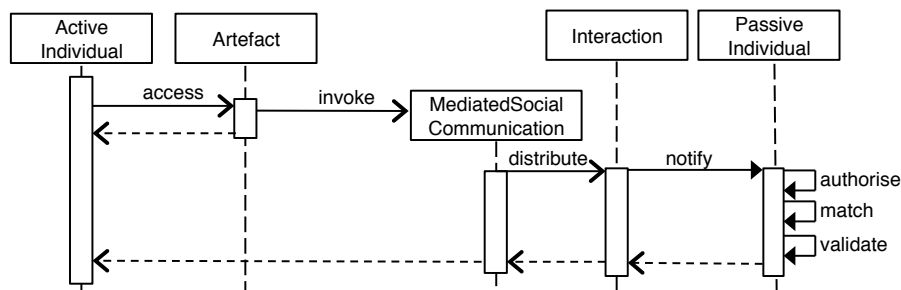 Active
Individual
Artefact
Interaction
Passive
Individual
access
invoke
MediatedSocial
Communication
distribute
notify
authorise
match
validate